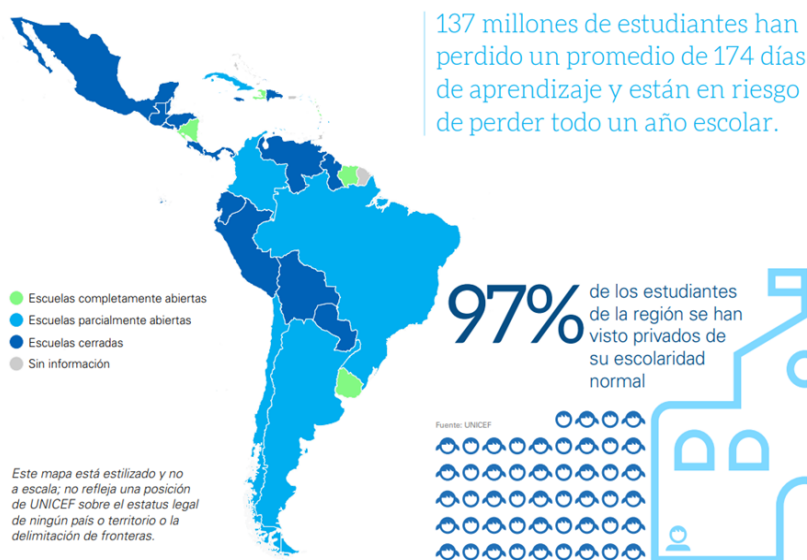 137 millones de estudiantes han
perdido un promedio de 174 días
de aprendizaje y están en riesgo
de perder todo un año escolar.
Escuelas completamente abiertas
Escuelas parcialmente abiertas
Escuelas cerradas
Sin información
97%
de los estudiantes
de la región se han
visto privados de
su escolaridad
normal
Fuente: UNICEF
Este mapa está estilizado y no
a escala; no refleja una posición
de UNICEF sobre el estatus legal
de ningún país o territorio o la
delimitación de fronteras.